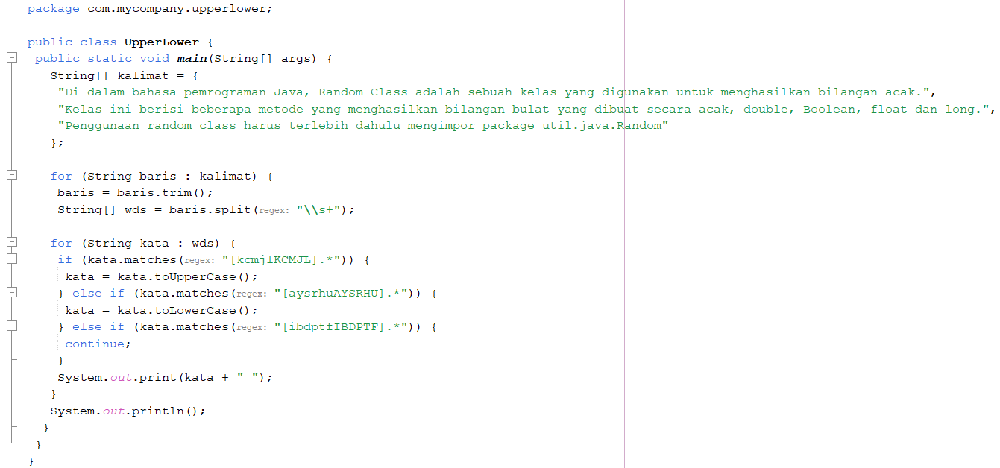 package com.mycompany.upperlower;
public class UpperLower {
public static void main(String[] args) {
String[] kalimat = {
"Di dalam bahasa pemrograman Java, Random Class adalah sebuah kelas yang digunakan untuk menghasilkan bilangan acak.",
"Kelas ini berisi beberapa metode yang menghasilkan bilangan bulat yang dibuat secara acak, double, Boolean, float dan long.",
"Penggunaan random class harus terlebih dahulu mengimpor package util.java.Random"
};
for (String baris : kalimat) {
baris = baris.trim();
String[] wds = baris.split(regex: "\\s+");
for (String kata : wds) {
if (kata.matches(regex: "[kcmjlKCMJL].*")) {
kata = kata.toUpperCase();
} else if (kata.matches(regex: "[aysrhuAYSRHU].*")) {
kata = kata.toLowerCase();
} else if (kata.matches(regex: "[ibdptfIBDPTF].*")) {
continue;
}
System.out.print(kata + " ");
}
System.out.println();
}
}
}